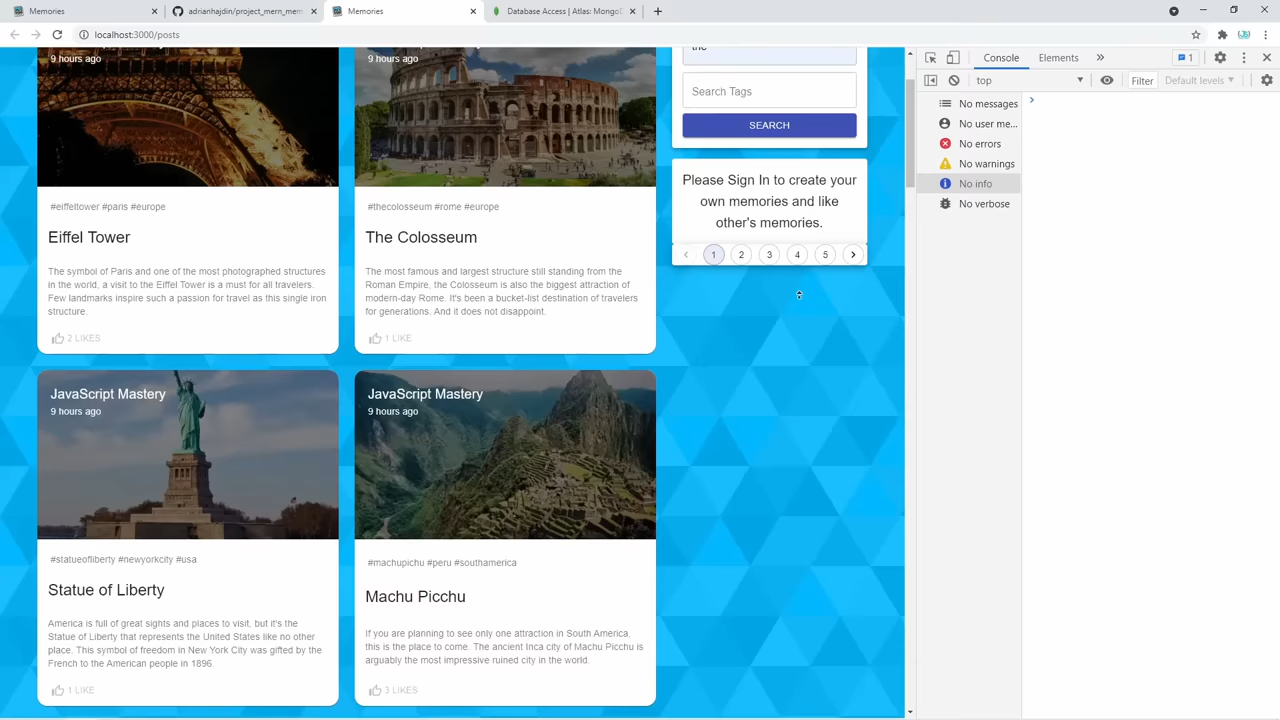 Memories
adrianhajdin/project_mern_mem
Memories
Database Access | Atlas: MongoD
localhost:3000/posts
9 hours ago
#eiffeltower #paris #europe
Eiffel Tower
The symbol of Paris and one of the most photographed structures
in the world, a visit to the Eiffel Tower is a must for all travelers.
Few landmarks inspire such a passion for travel as this single iron
structure.
2 LIKES
9 hours ago
#thecolosseum #rome #europe
The Colosseum
The most famous and largest structure still standing from the
Roman Empire, the Colosseum is also the biggest attraction of
modern-day Rome. It's been a bucket-list destination of travelers
for generations. And it does not disappoint.
1 LIKE
JavaScript Mastery
9 hours ago
#statueofliberty #newyorkcity #usa
Statue of Liberty
America is full of great sights and places to visit, but it's the
Statue of Liberty that represents the United States like no other
place. This symbol of freedom in New York City was gifted by the
French to the American people in 1896.
1 LIKE
JavaScript Mastery
9 hours ago
#machupichu #peru #southamerica
Machu Picchu
If you are planning to see only one attraction in South America,
this is the place to come. The ancient Inca city of Machu Picchu is
arguably the most impressive ruined city in the world.
3 LIKES
the
Search Tags
SEARCH
Please Sign In to create your
own memories and like
other's memories.
1 2 3 4 5
Console Elements 1
top Filter Default levels
No messages
No user me...
No errors
No warnings
No info
No verbose